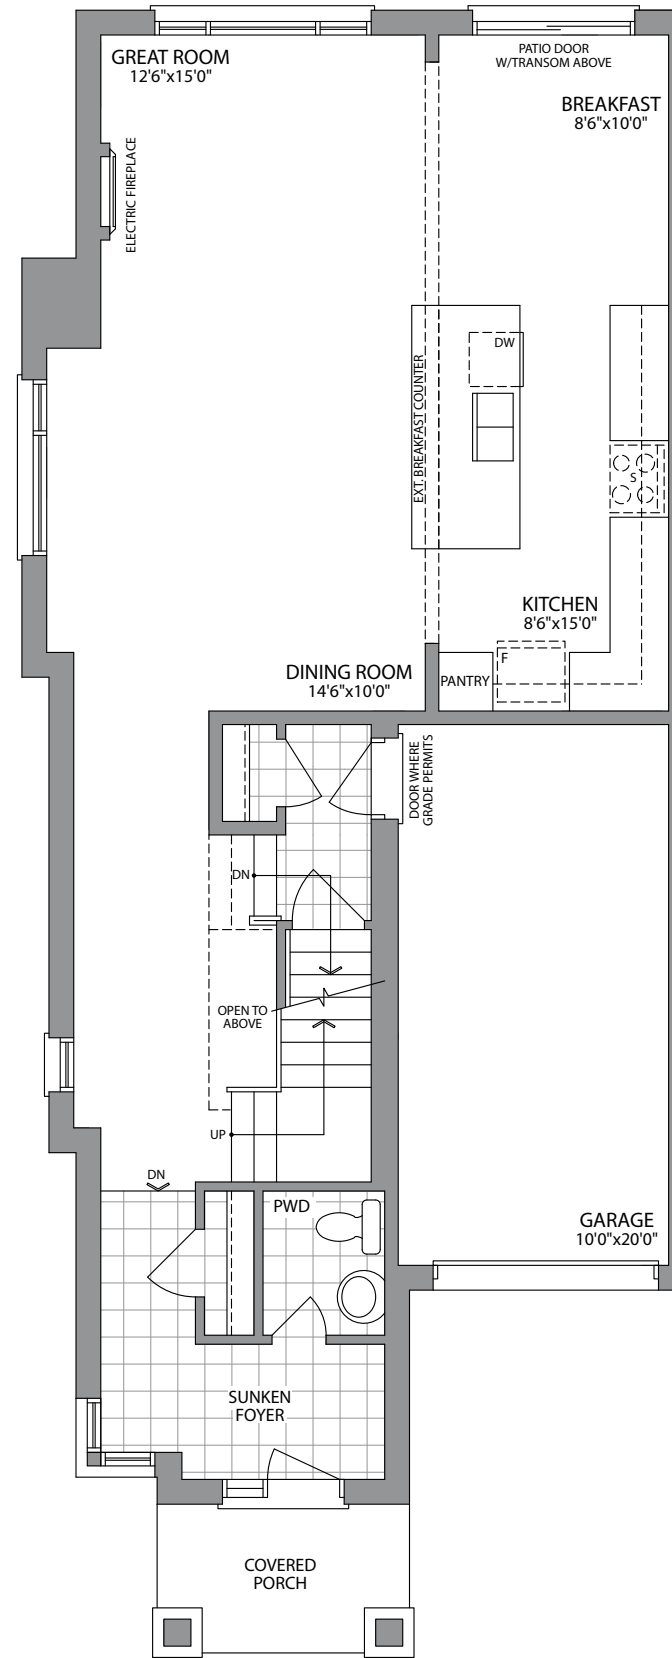 GREAT ROOM
12'6"x15'0"
PATIO DOOR
W/TRANSOM ABOVE
BREAKFAST
8'6"x10'0"
ELECTRIC FIREPLACE
DW
EXT. BREAKFAST COUNTER
S
KITCHEN
8'6"x15'0"
F
DINING ROOM
14'6"x10'0"
PANTRY
DOOR WHERE
GRADE PERMITS
DN
OPEN TO
ABOVE
UP
DN
PWD
GARAGE
10'0"x20'0"
SUNKEN
FOYER
COVERED
PORCH